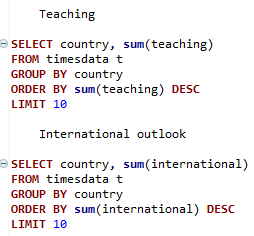 Teaching
SELECT country, sum(teaching)
FROM timesdata t
GROUP BY country
ORDER BY sum(teaching) DESC
LIMIT 10
International outlook
SELECT country, sum(international)
FROM timesdata t
GROUP BY country
ORDER BY sum(international) DESC
LIMIT 10